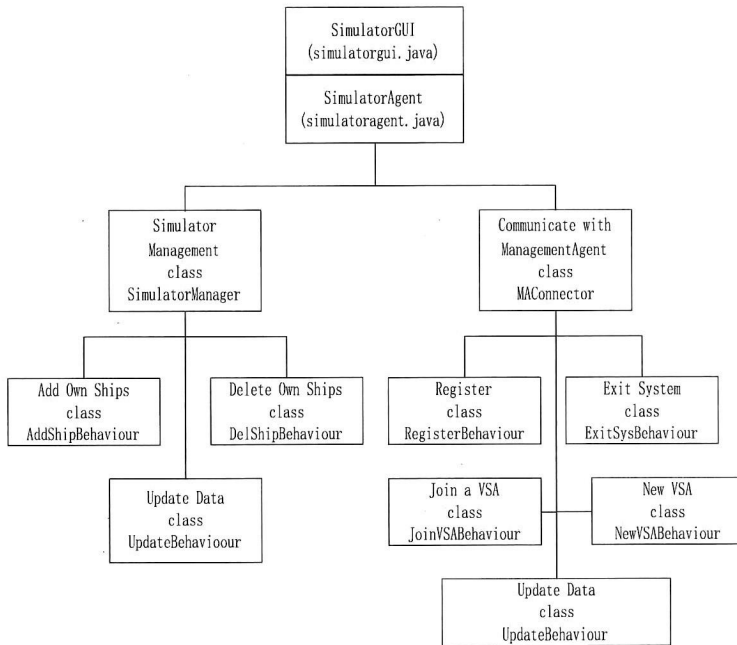 SimulatorGUI
(simulatorgui.java)
SimulatorAgent
(simulatoragent.java)
Simulator
Management
class
SimulatorManager
Communicate with
ManagementAgent
class
MAConnector
Add Own Ships
class
AddShipBehaviour
Delete Own Ships
class
DelShipBehaviour
Register
class
RegisterBehaviour
Exit System
class
ExitSysBehaviour
Update Data
class
UpdateBehavioour
Join a VSA
class
JoinVSABehaviour
New VSA
class
NewVSABehaviour
Update Data
class
UpdateBehaviour